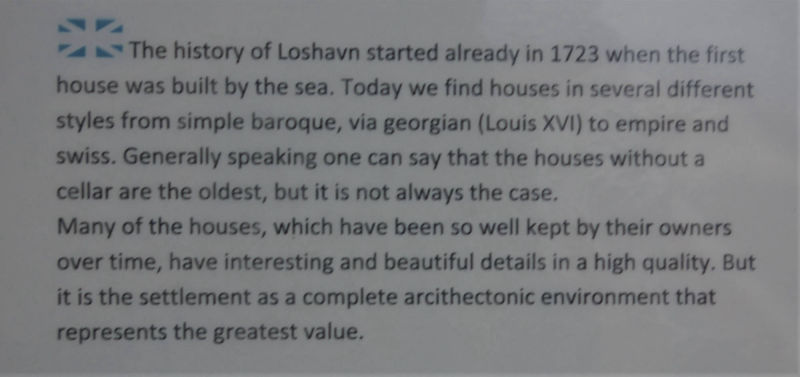 The history of Loshavn started already in 1723 when the first
house was built by the sea. Today we find houses in several different
styles from simple baroque, via georgian (Louis XVI) to empire and
swiss. Generally speaking one can say that the houses without a
cellar are the oldest, but it is not always the case.
Many of the houses, which have been so well kept by their owners
over time, have interesting and beautiful details in a high quality. But
it is the settlement as a complete arcithectonic environment that
represents the greatest value.